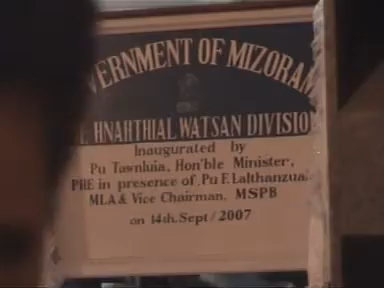 VERNMENT OF MIZORAM
HNAHTHIAL WATSAN DIVISIO
Inaugurated by
Pu Tawnluia, Hon'ble Minister,
PHE in presence of Pu F. Lalthanzua
MLA & Vice Chairman, MSPB
on 14th. Sept / 2007